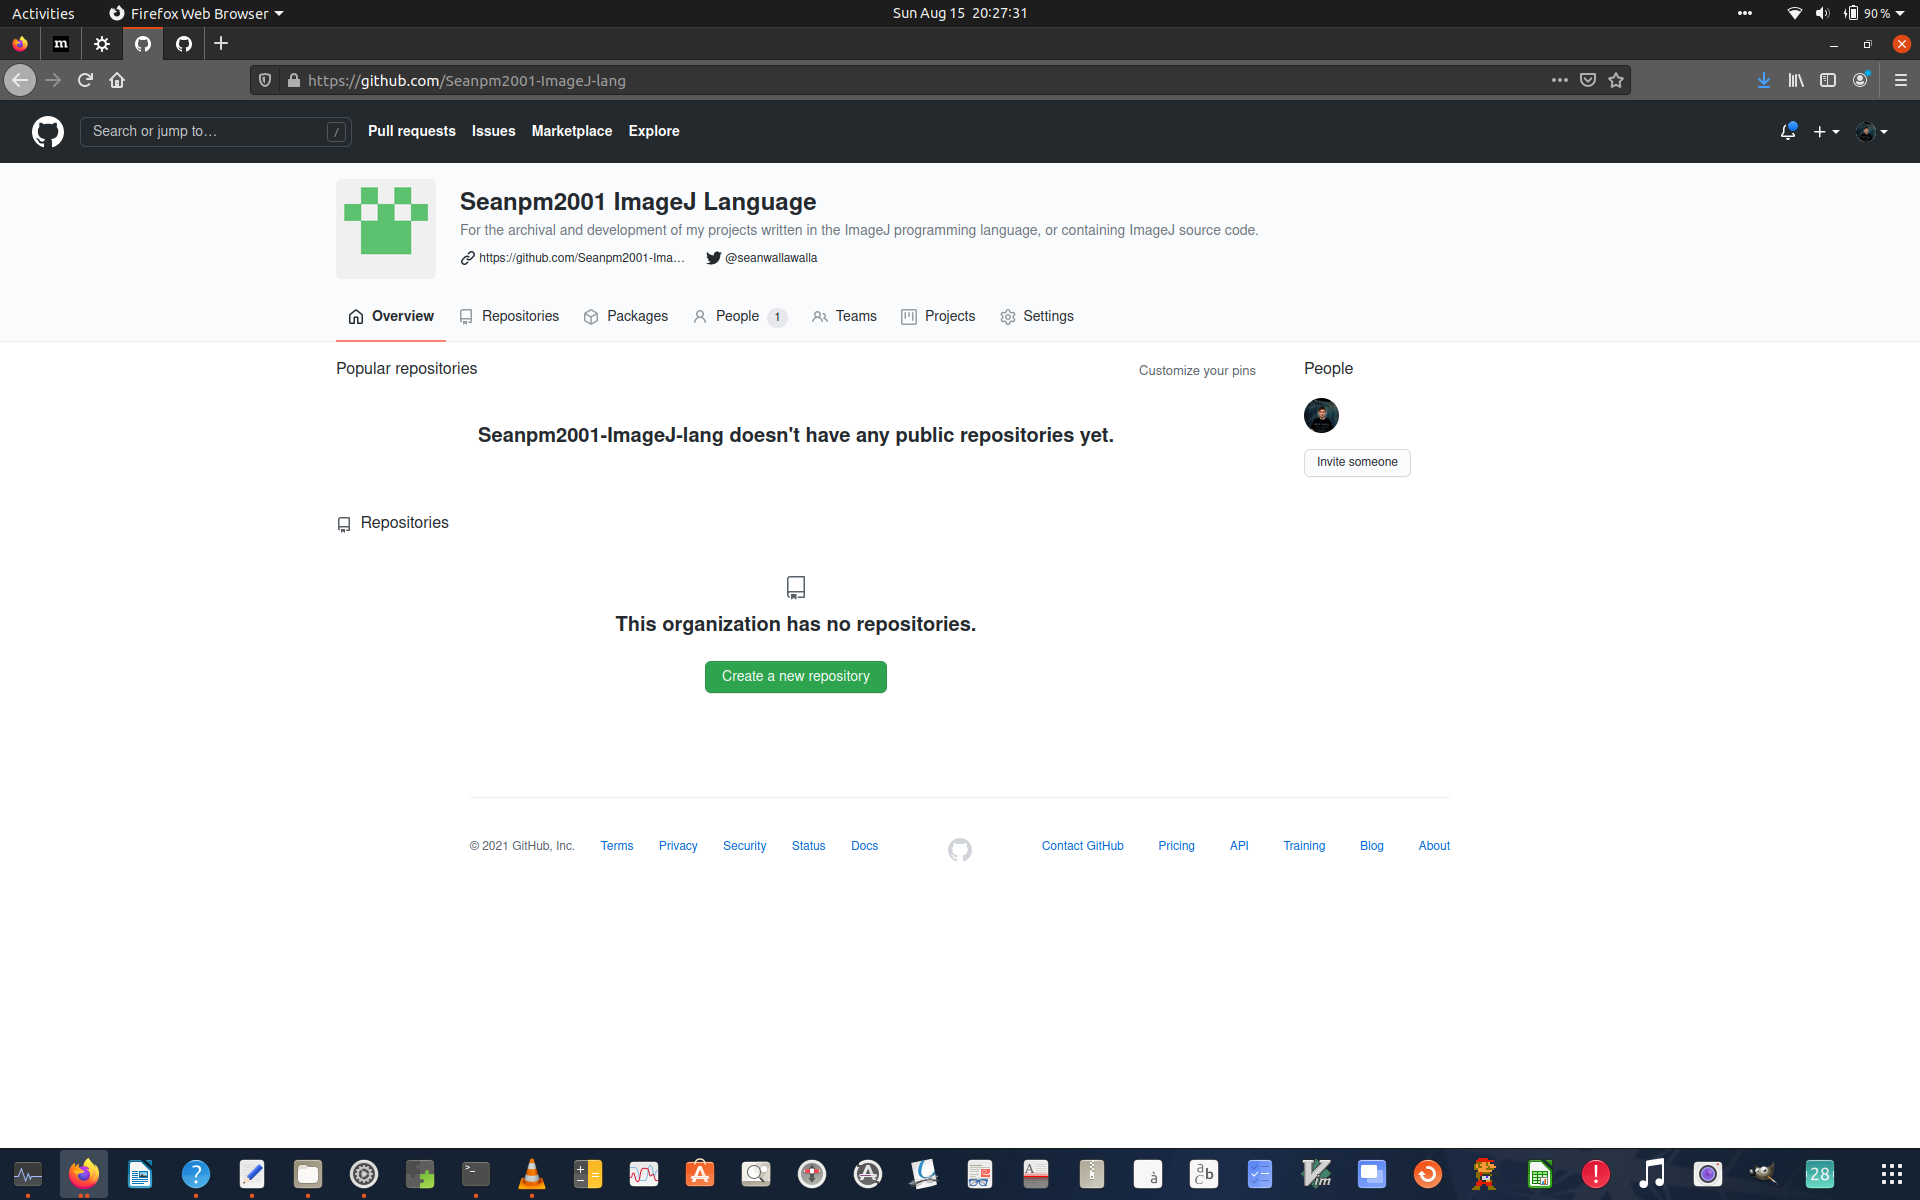 Activities
Firefox Web Browser
Sun Aug 15 20:27:31
90 %
m
https://github.com/Seanpm2001-ImageJ-lang
Search or jump to…
/
Pull requests
Issues
Marketplace
Explore
Seanpm2001 ImageJ Language
For the archival and development of my projects written in the ImageJ programming language, or containing ImageJ source code.
https://github.com/Seanpm2001-Ima…
@seanwallawalla
Overview
Repositories
Packages
People 1
Teams
Projects
Settings
Popular repositories
Customize your pins
People
Seanpm2001-ImageJ-lang doesn't have any public repositories yet.
Invite someone
Repositories
This organization has no repositories.
Create a new repository
© 2021 GitHub, Inc.
Terms
Privacy
Security
Status
Docs
Contact GitHub
Pricing
API
Training
Blog
About
28